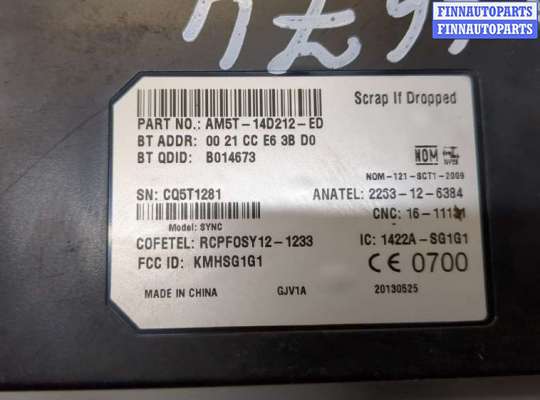 FINNAUTOPARTS
FINNAUTOPARTS
Scrap If Dropped
PART NO.: AM5T-14D212-ED
BT ADDR: 00 21 CC E6 3B D0
BT QDID: B014673
NOM
NOM-121-SCT1-2009
SN: CQ5T1281
ANATEL: 2253-12-6384
Model: SYNC
CNC: 16-111
COFETEL: RCPFOSY12-1233
IC: 1422A-SG1G1
FCC ID: KMHSG1G1
CE 0700
MADE IN CHINA
GJV1A
20130525